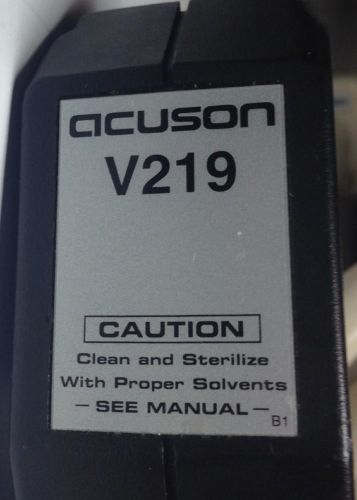 acuson
V219
CAUTION
Clean and Sterilize
With Proper Solvents
– SEE MANUAL –
B1